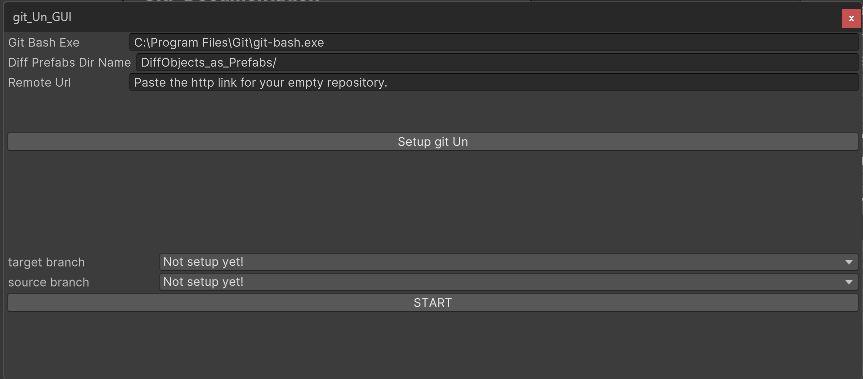 git_Un_GUI
x
Git Bash Exe C:\Program Files\Git\git-bash.exe
Diff Prefabs Dir Name DiffObjects_as_Prefabs/
Remote Url Paste the http link for your empty repository.
Setup git Un
target branch Not setup yet!
source branch Not setup yet!
START